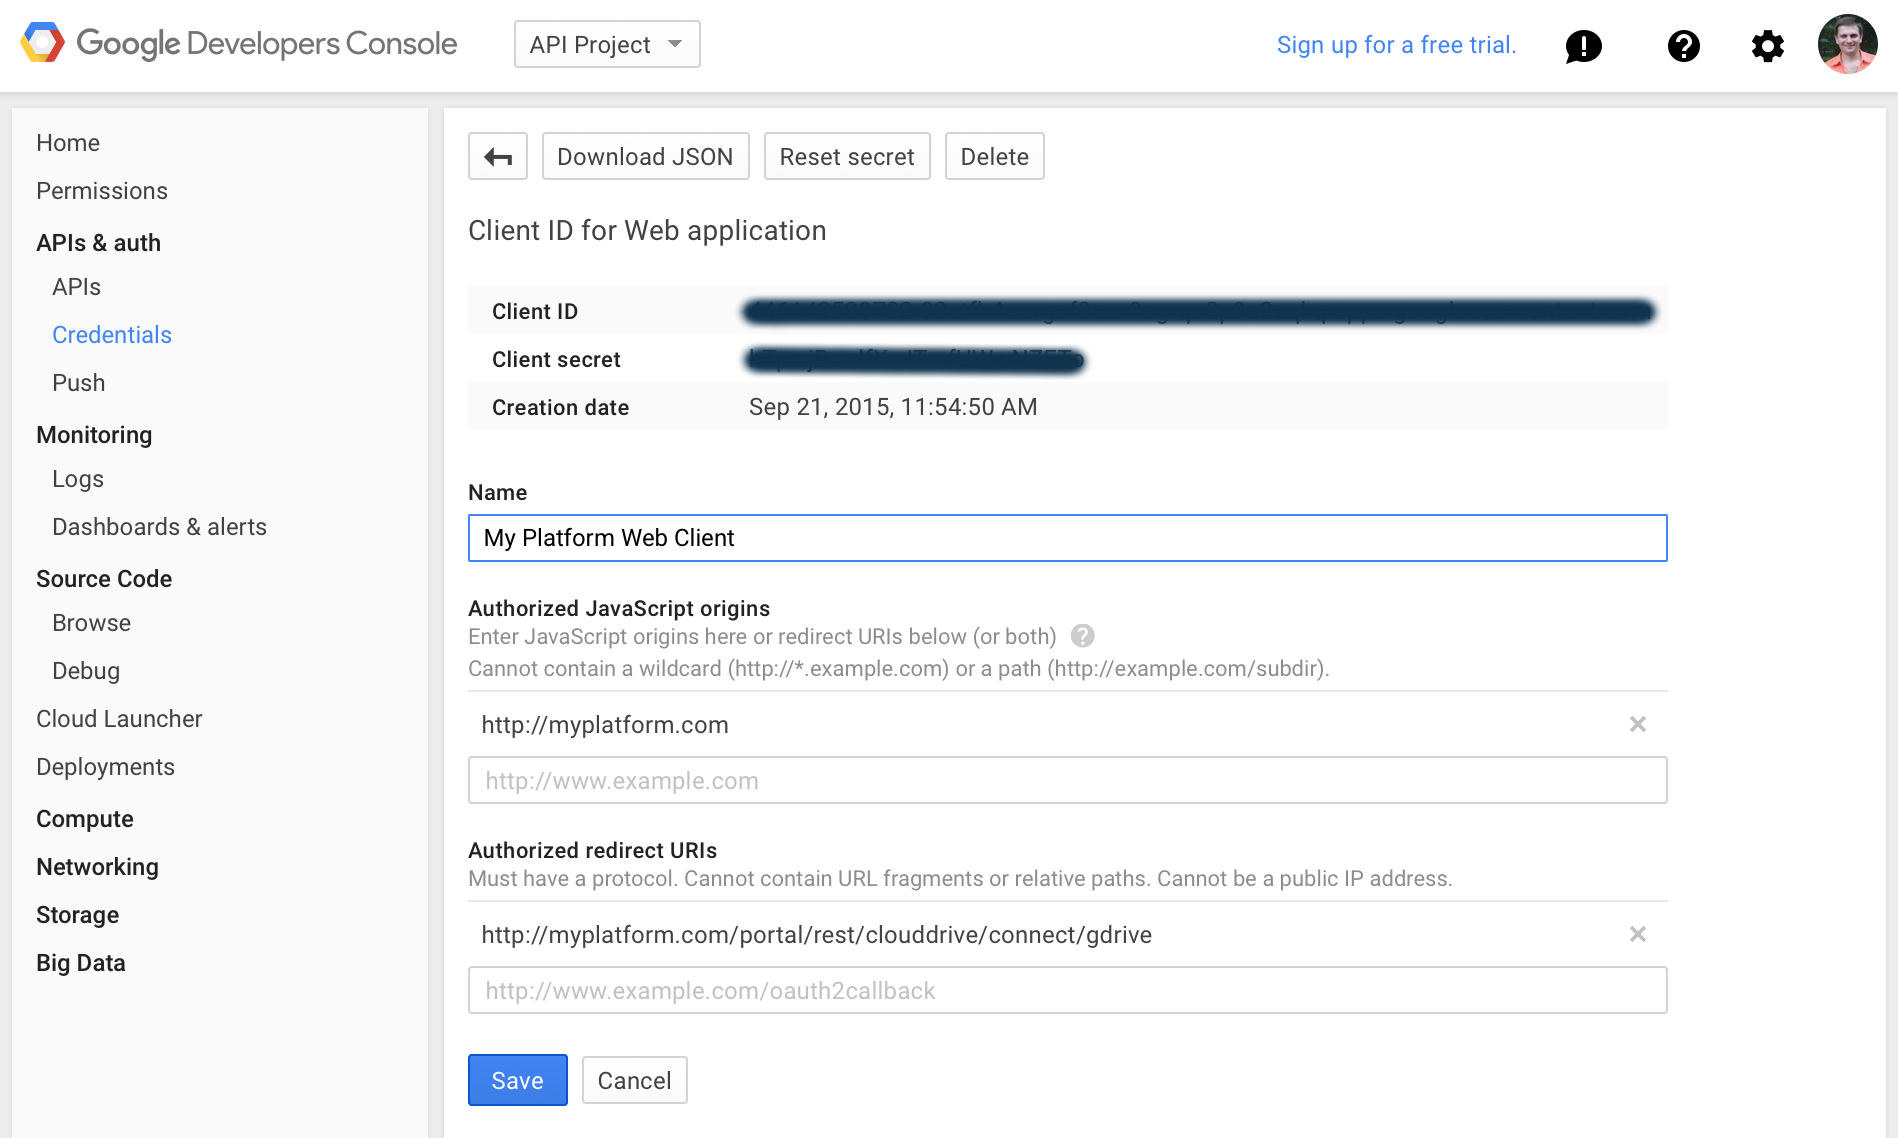 Google Developers Console
API Project
Sign up for a free trial.
Home
Permissions
APIs & auth
APIs
Credentials
Push
Monitoring
Logs
Dashboards & alerts
Source Code
Browse
Debug
Cloud Launcher
Deployments
Compute
Networking
Storage
Big Data
Download JSON
Reset secret
Delete
Client ID for Web application
Client ID
Client secret
Creation date Sep 21, 2015, 11:54:50 AM
Name
My Platform Web Client
Authorized JavaScript origins
Enter JavaScript origins here or redirect URIs below (or both) ?
Cannot contain a wildcard (http://*.example.com) or a path (http://example.com/subdir).
http://myplatform.com
http://www.example.com
Authorized redirect URIs
Must have a protocol. Cannot contain URL fragments or relative paths. Cannot be a public IP address.
http://myplatform.com/portal/rest/clouddrive/connect/gdrive
http://www.example.com/oauth2callback
Save
Cancel